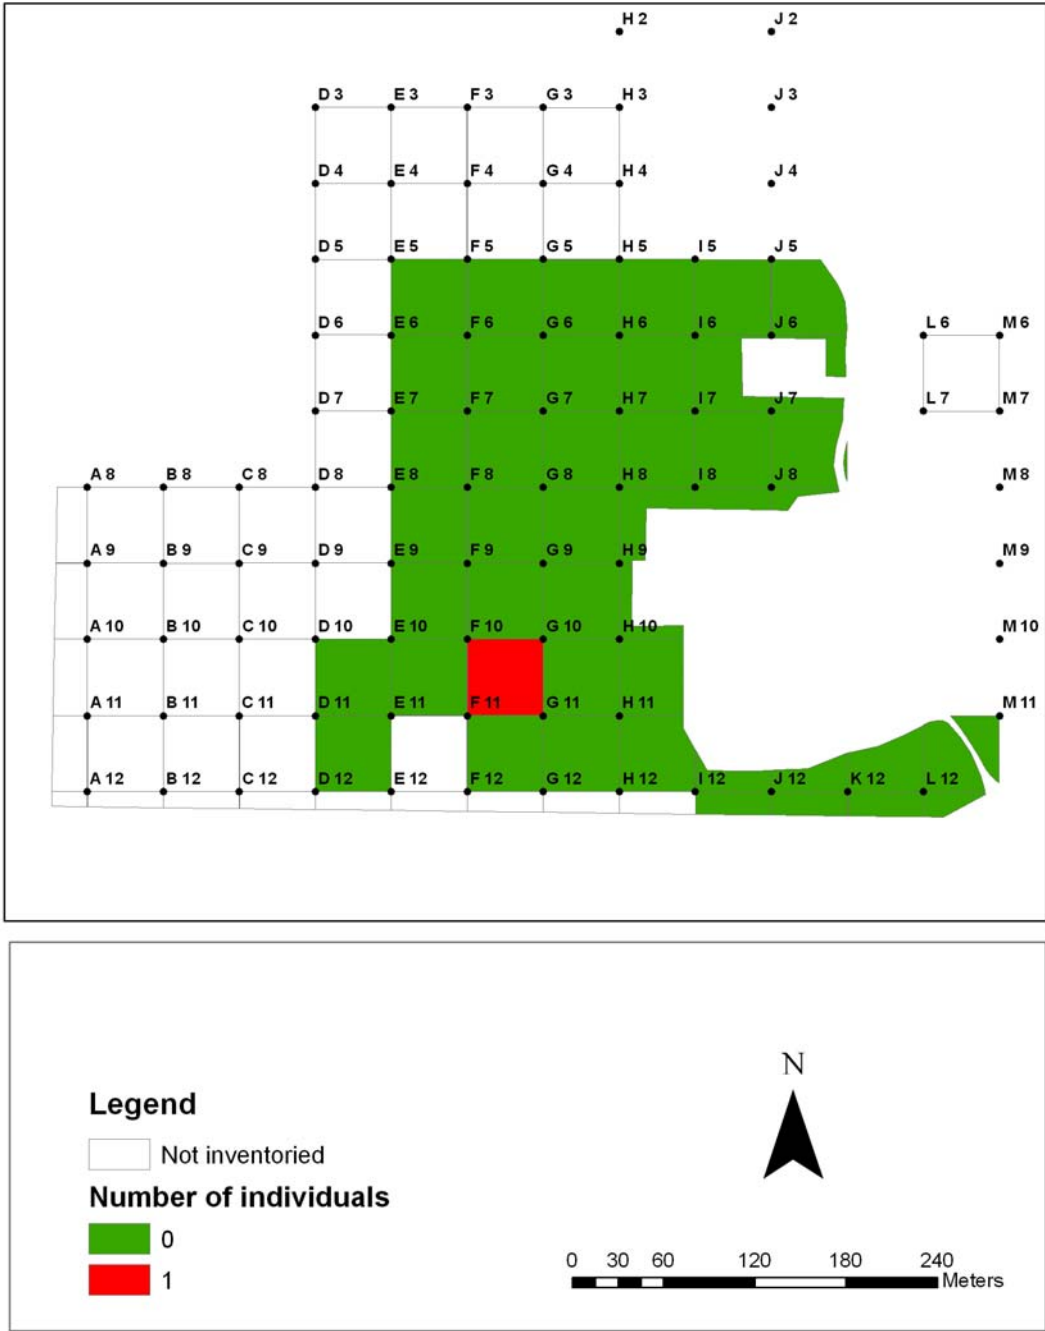 H 2 J 2
D 3 E 3 F 3 G 3 H 3 J 3
D 4 E 4 F 4 G 4 H 4 J 4
D 5 E 5 F 5 G 5 H 5 I 5 J 5
D 6 E 6 F 6 G 6 H 6 I 6 J 6 L 6 M 6
D 7 E 7 F 7 G 7 H 7 I 7 J 7 L 7 M 7
A 8 B 8 C 8 D 8 E 8 F 8 G 8 H 8 I 8 J 8 M 8
A 9 B 9 C 9 D 9 E 9 F 9 G 9 H 9 M 9
A 10 B 10 C 10 D 10 E 10 F 10 G 10 H 10 M 10
A 11 B 11 C 11 D 11 E 11 F 11 G 11 H 11 M 11
A 12 B 12 C 12 D 12 E 12 F 12 G 12 H 12 I 12 J 12 K 12 L 12
N
Legend
Not inventoried
Number of individuals
0
1
0 30 60 120 180 240
Meters